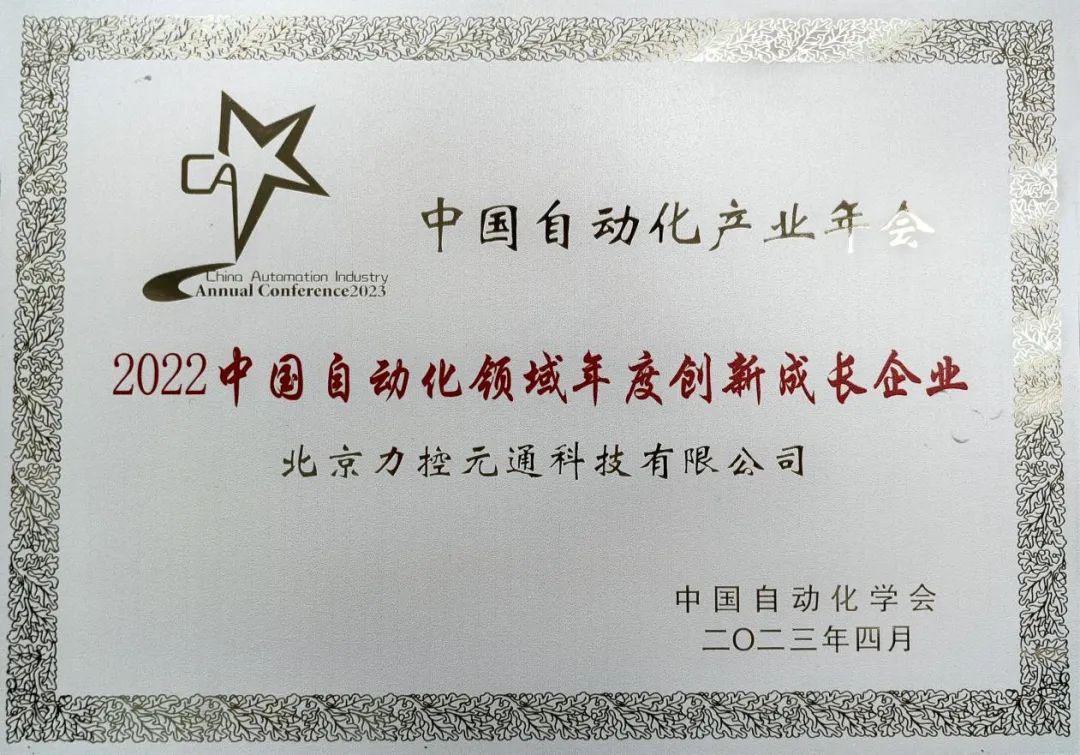 CA
China Automation Industry
Annual Conference2023
中国自动化产业年会
2022中国自动化领域年度创新成长企业
北京力控元通科技有限公司
中国自动化学会
二〇二三年四月